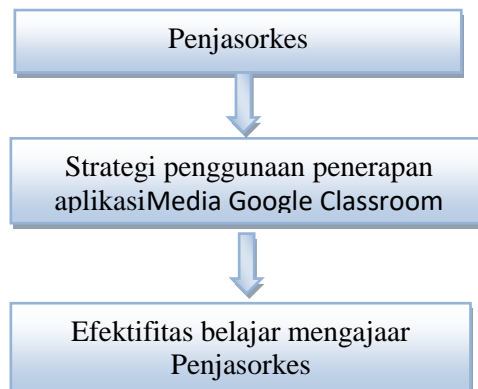 Penjasorkes
Strategi penggunaan penerapan
aplikasiMedia Google Classroom
Efektifitas belajar mengajaar
Penjasorkes